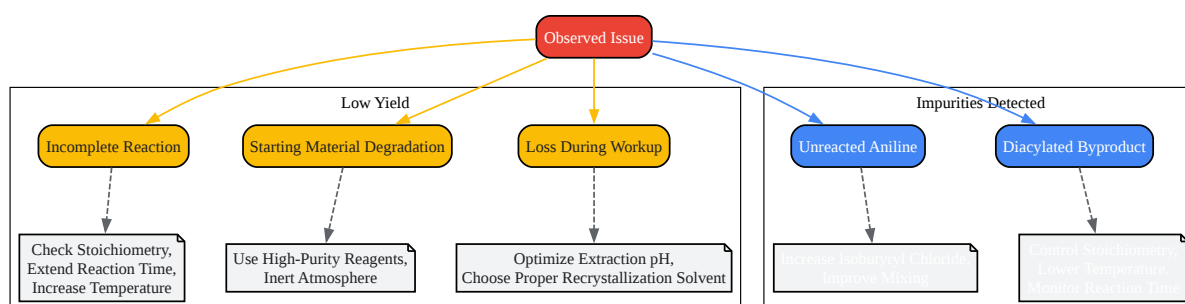 Observed Issue
Low Yield
Impurities Detected
Incomplete Reaction
Starting Material Degradation
Loss During Workup
Unreacted Aniline
Diacylated Byproduct
Check Stoichiometry,
Extend Reaction Time,
Increase Temperature
Use High-Purity Reagents,
Inert Atmosphere
Optimize Extraction pH,
Choose Proper Recrystallization Solvent
Increase Isobutyryl Chloride,
Improve Mixing
Control Stoichiometry,
Lower Temperature,
Monitor Reaction Time